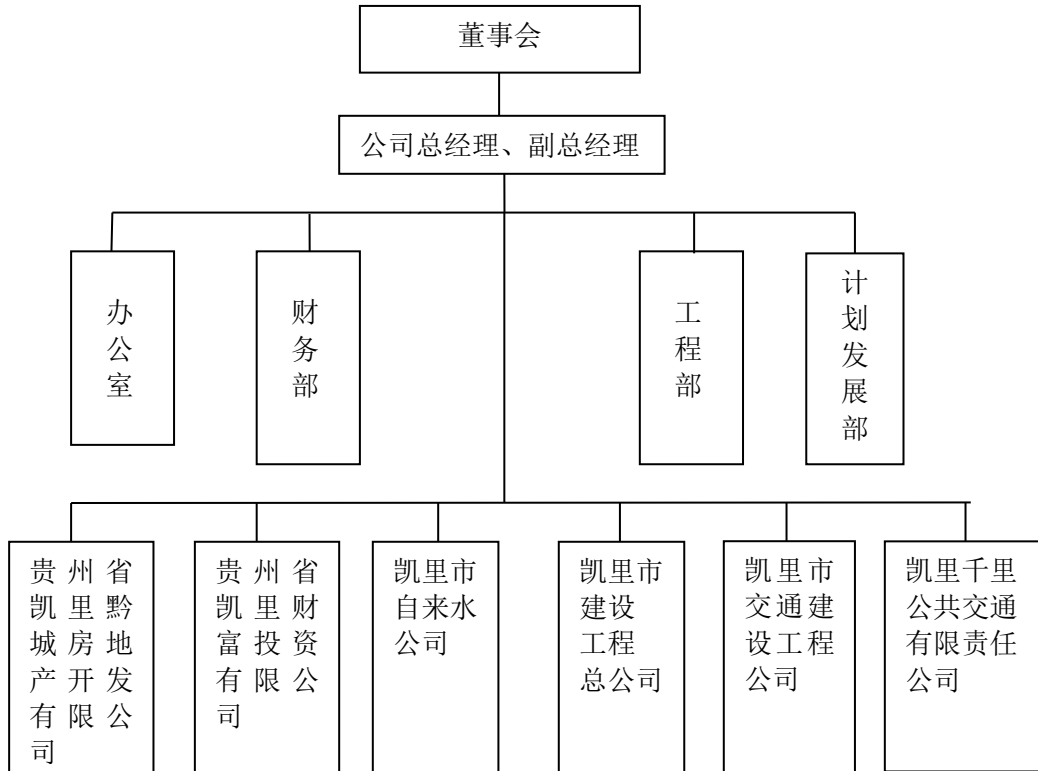 董事会
公司总经理、副总经理
办
公
室
财
务
部
工
程
部
计
划
发
展
部
贵州省
凯里黔
城房地
产开发
有限公
司
贵州省
凯里财
富投资
有限公
司
凯里市
自来水
公司
凯里市
建设
工程
总公司
凯里市
交通建
设工程
公司
凯里千里
公共交通
有限责任
公司